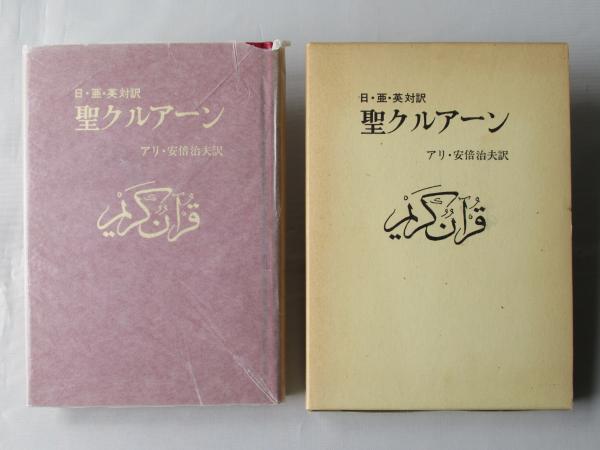 日・亜・英対訳
聖クルアーン
アリ・安倍治夫訳
قرآن كريم
日・亜・英対訳
聖クルアーン
アリ・安倍治夫訳
قرآن كريم